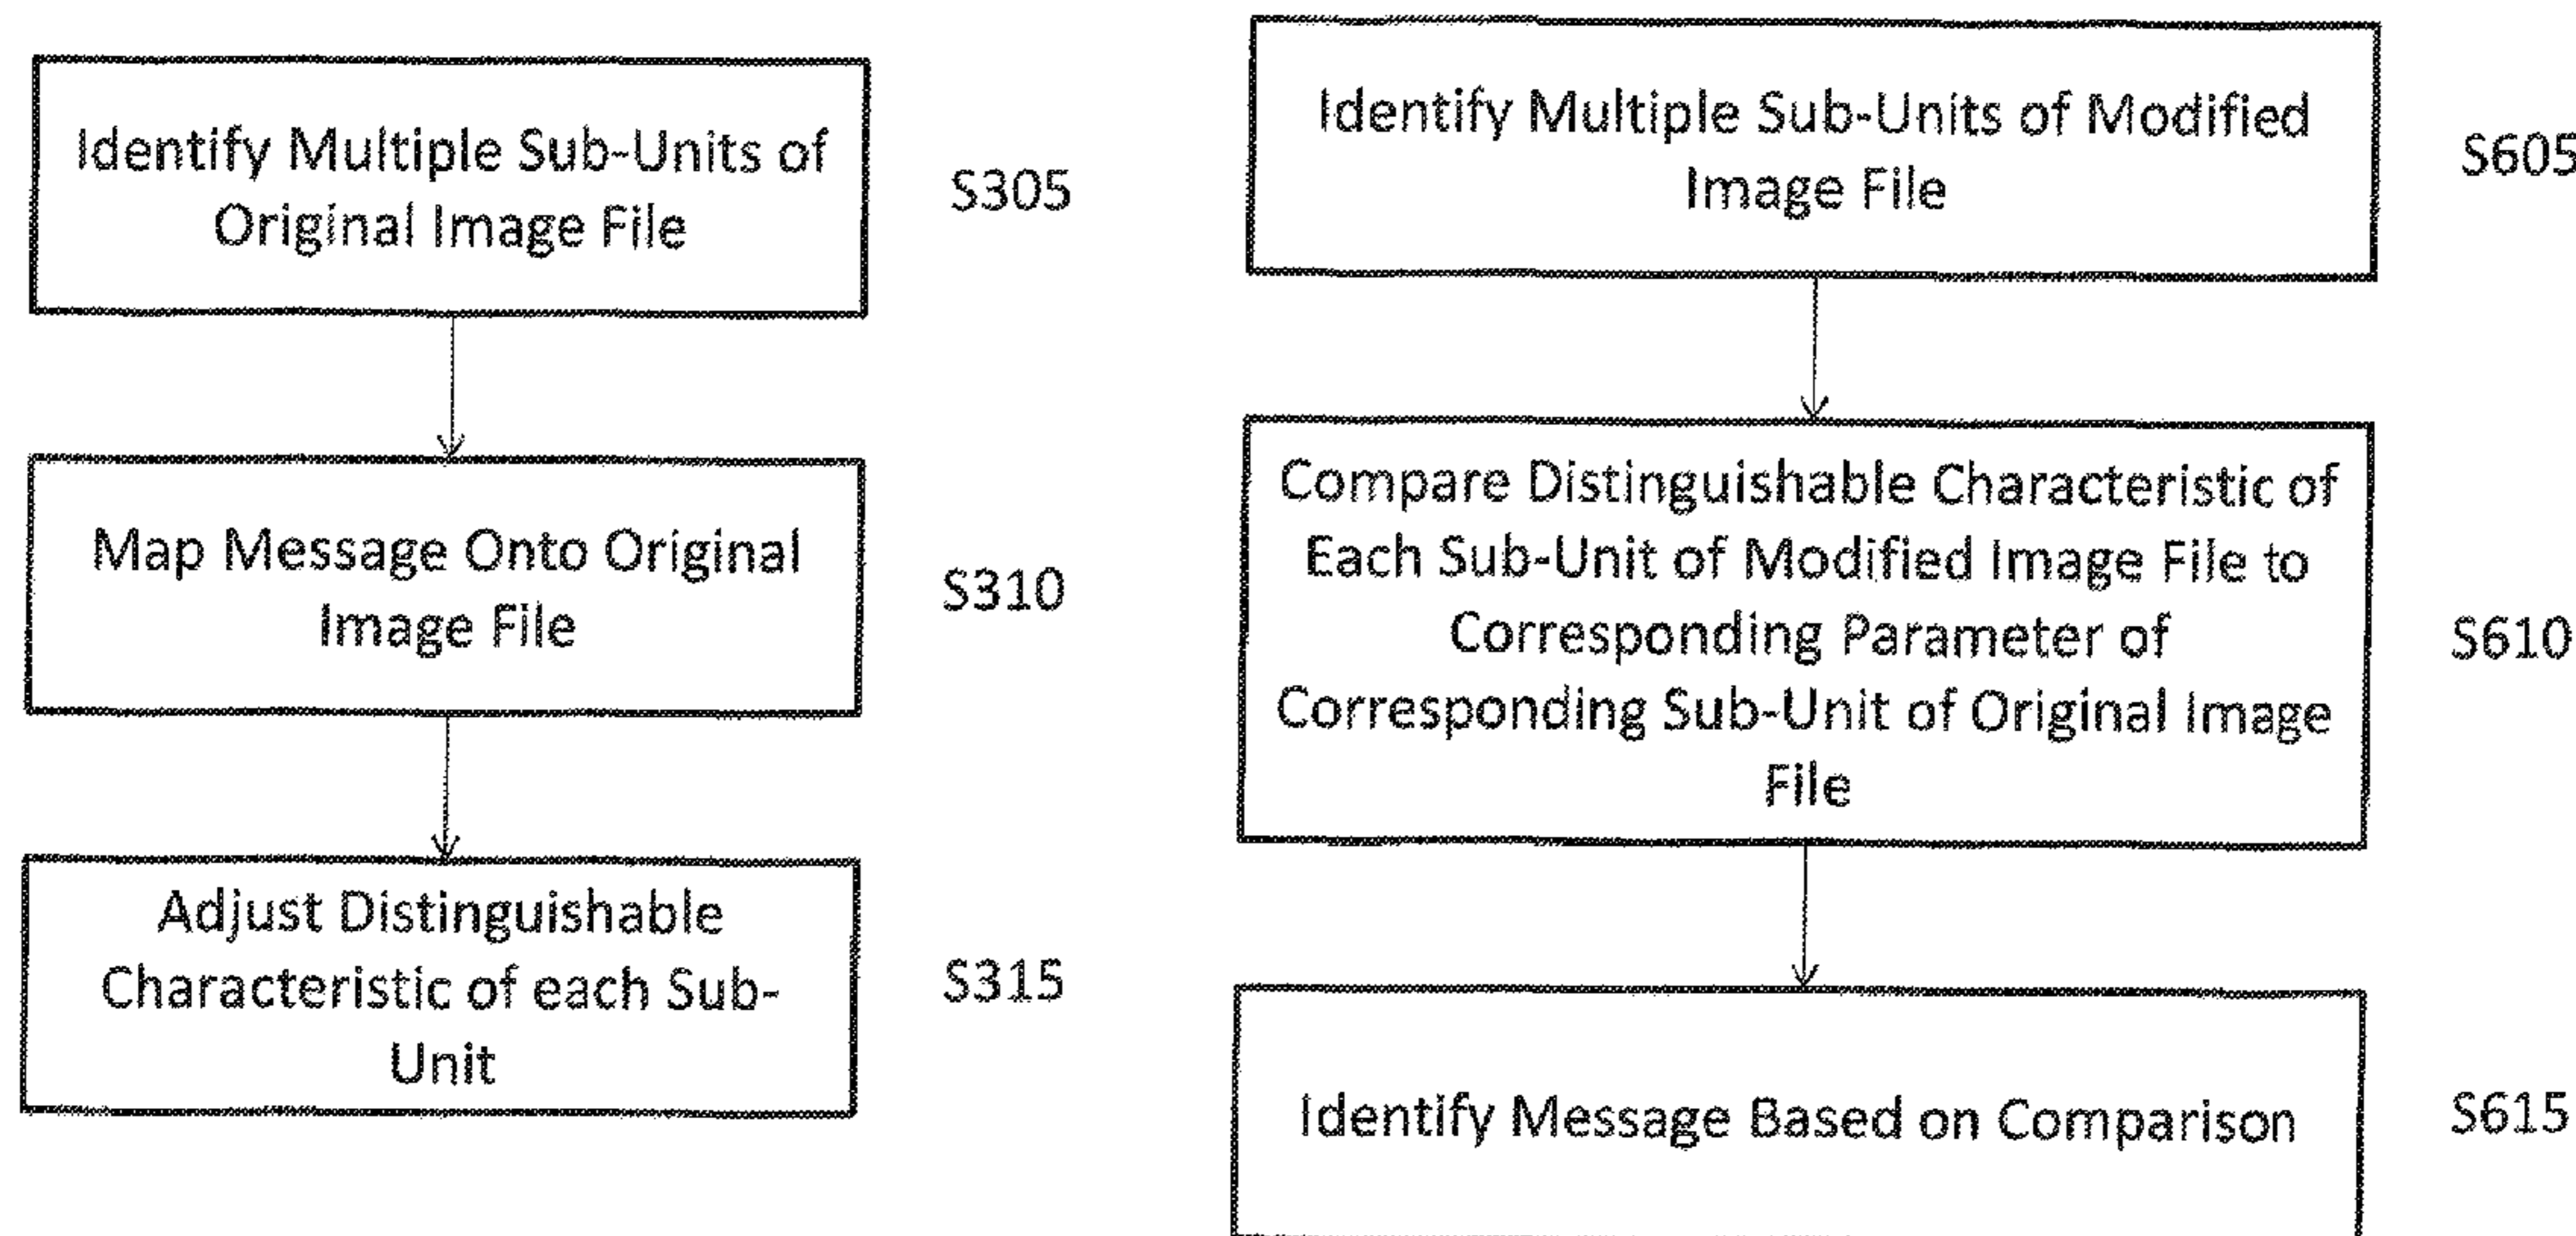 Identify Multiple Sub-Units of
Original Image File
S305
Map Message Onto Original
Image File
S310
Adjust Distinguishable
Characteristic of each Sub-
Unit
S315
Identify Multiple Sub-Units of Modified
Image File
S605
Compare Distinguishable Characteristic of
Each Sub-Unit of Modified Image File to
Corresponding Parameter of
Corresponding Sub-Unit of Original Image
File
S610
Identify Message Based on Comparison
S615